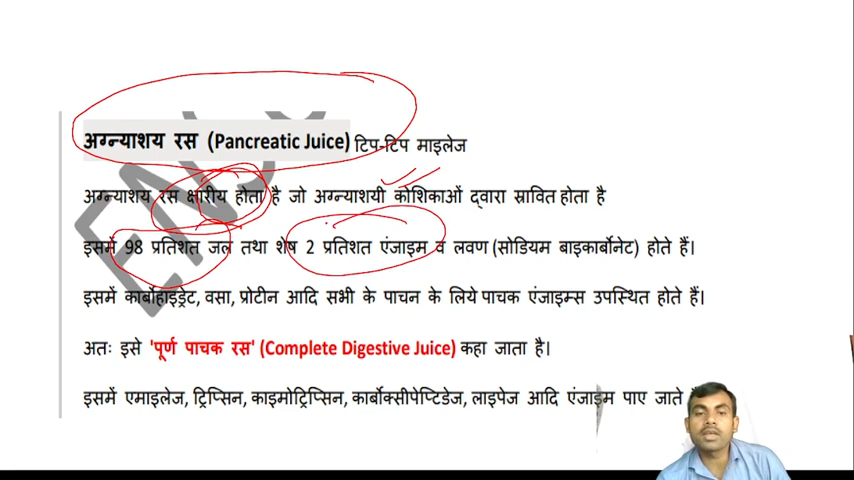 अग्न्याशय रस (Pancreatic Juice) टिप-टिप माइलेज
अग्न्याशय रस क्षारीय होता है जो अग्न्याशयी कोशिकाओं द्वारा स्रावित होता है
इसमें 98 प्रतिशत जल तथा शेष 2 प्रतिशत एंजाइम व लवण (सोडियम बाइकार्बोनेट) होते हैं।
इसमें कार्बोहाइड्रेट, वसा, प्रोटीन आदि सभी के पाचन के लिये पाचक एंजाइम्स उपस्थित होते हैं।
अतः इसे 'पूर्ण पाचक रस' (Complete Digestive Juice) कहा जाता है।
इसमें एमाइलेज, ट्रिप्सिन, काइमोट्रिप्सिन, कार्बोक्सीपेप्टिडेज, लाइपेज आदि एंजाइम पाए जाते